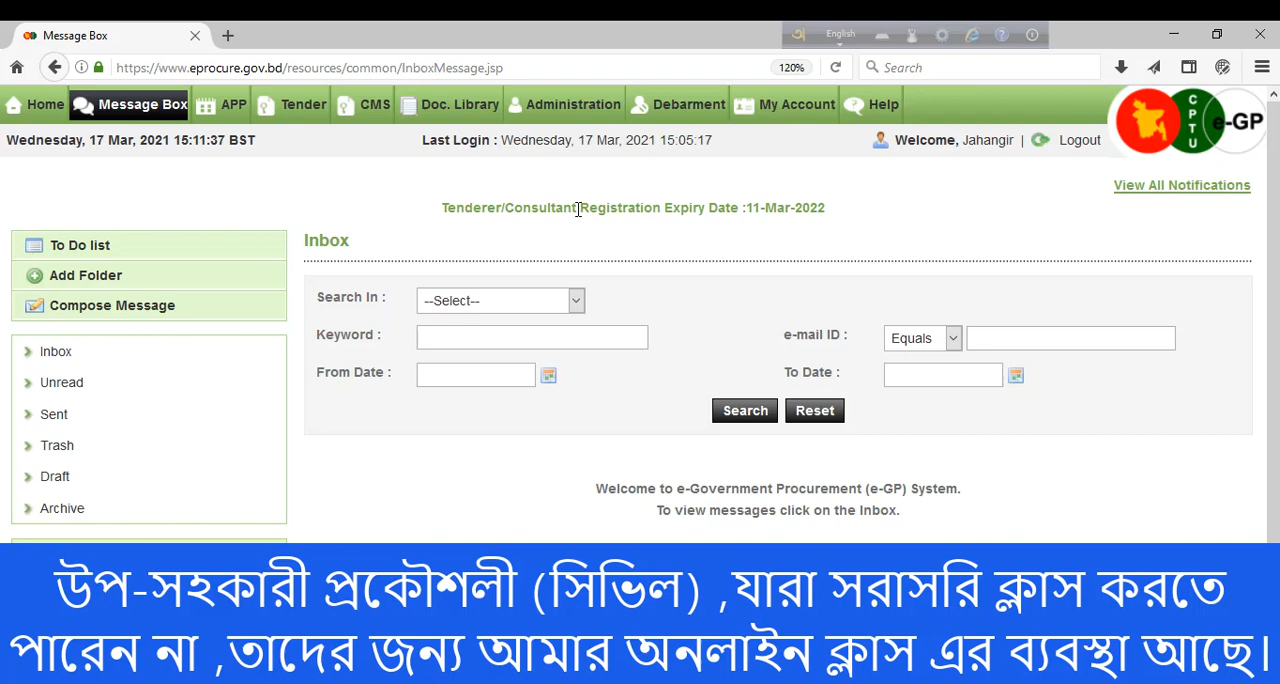 Message Box
English
https://www.eprocure.gov.bd/resources/common/InboxMessage.jsp
120%
Search
Home
Message Box
APP
Tender
CMS
Doc. Library
Administration
Debarment
My Account
Help
CPTU
e-GP
Wednesday, 17 Mar, 2021 15:11:37 BST
Last Login : Wednesday, 17 Mar, 2021 15:05:17
Welcome, Jahangir | Logout
View All Notifications
Tenderer/Consultant Registration Expiry Date :11-Mar-2022
To Do list
Add Folder
Compose Message
Inbox
Unread
Sent
Trash
Draft
Archive
Inbox
Search In : --Select--
Keyword :
e-mail ID : Equals
From Date :
To Date :
Search
Reset
Welcome to e-Government Procurement (e-GP) System.
To view messages click on the Inbox.
উপ-সহকারী প্রকৌশলী (সিভিল) ,যারা সরাসরি ক্লাস করতে
পারেন না ,তাদের জন্য আমার অনলাইন ক্লাস এর ব্যবস্থা আছে।